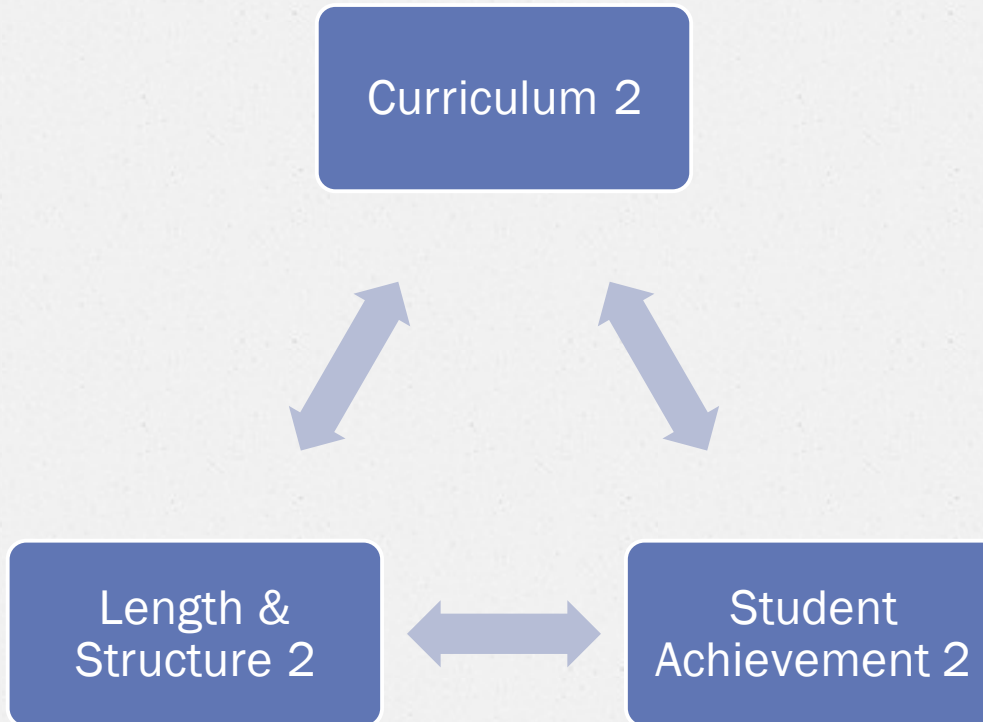 Curriculum 2
Length &
Structure 2
Student
Achievement 2